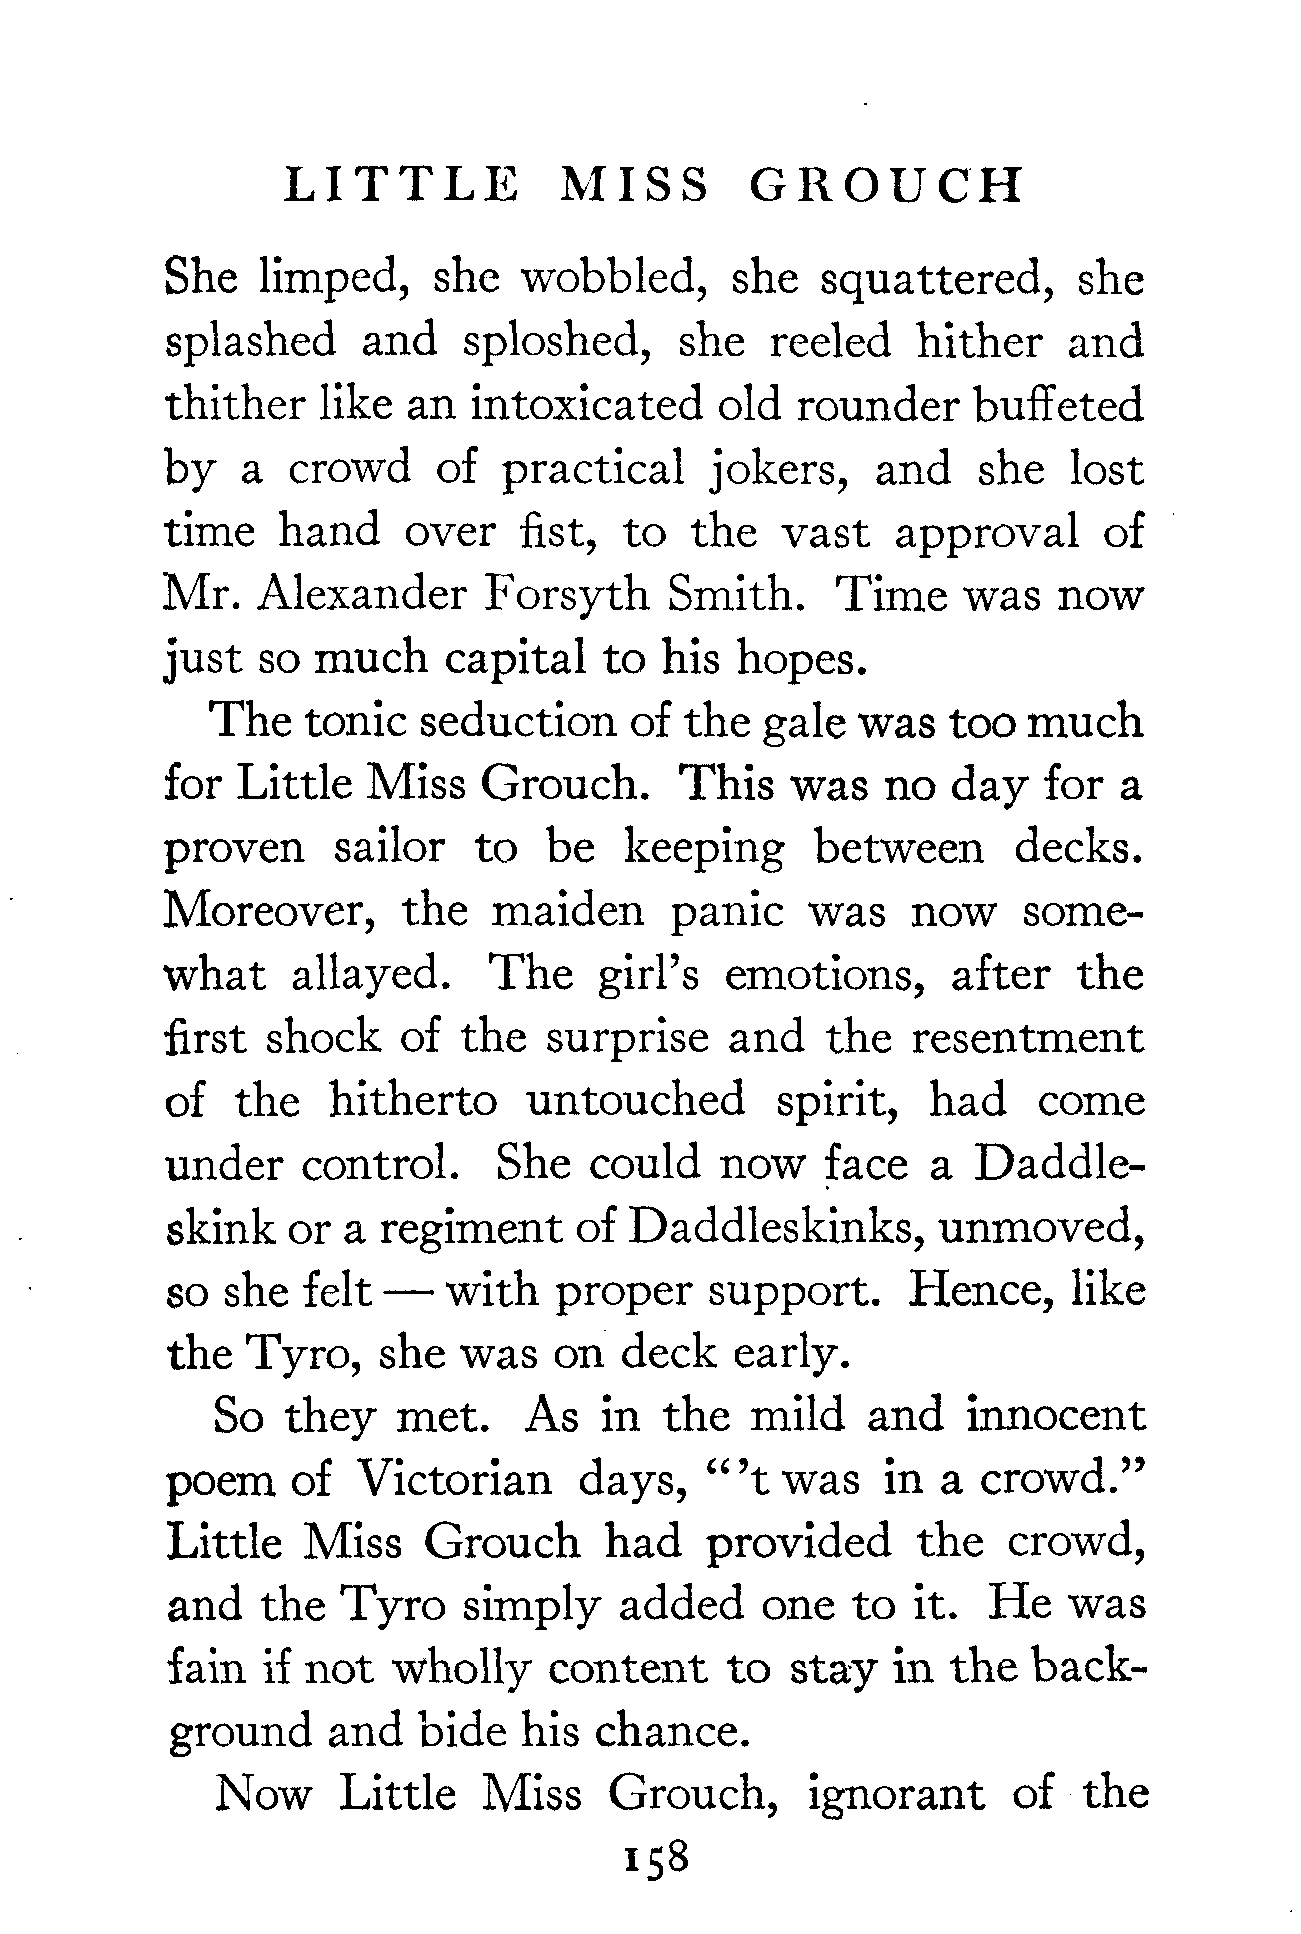 LITTLE MISS GROUCH
She limped, she wobbled, she squattered, she
splashed and sploshed, she reeled hither and
thither like an intoxicated old rounder buffeted
by a crowd of practical jokers, and she lost
time hand over fist, to the vast approval of
Mr. Alexander Forsyth Smith. Time was now
just so much capital to his hopes.
The tonic seduction of the gale was too much
for Little Miss Grouch. This was no day for a
proven sailor to be keeping between decks.
Moreover, the maiden panic was now some-
what allayed. The girl's emotions, after the
first shock of the surprise and the resentment
of the hitherto untouched spirit, had come
under control. She could now face a Daddle-
skink or a regiment of Daddleskinks, unmoved,
so she felt — with proper support. Hence, like
the Tyro, she was on deck early.
So they met. As in the mild and innocent
poem of Victorian days, “’t was in a crowd.”
Little Miss Grouch had provided the crowd,
and the Tyro simply added one to it. He was
fain if not wholly content to stay in the back-
ground and bide his chance.
Now Little Miss Grouch, ignorant of the
158